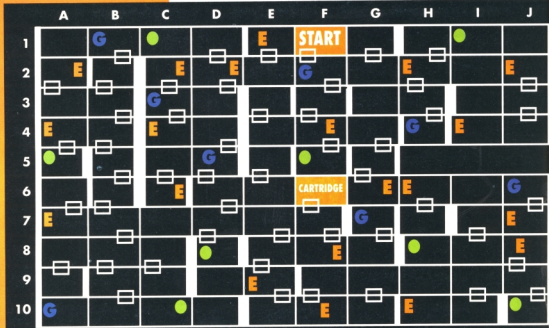 A B C D E F G H I J
1 G E START
2 E E E G E E
3 G
4 E E E G E
5 G
6 E CARTRIDGE E E G
7 E G E
8 E E
9 E
10 G E E